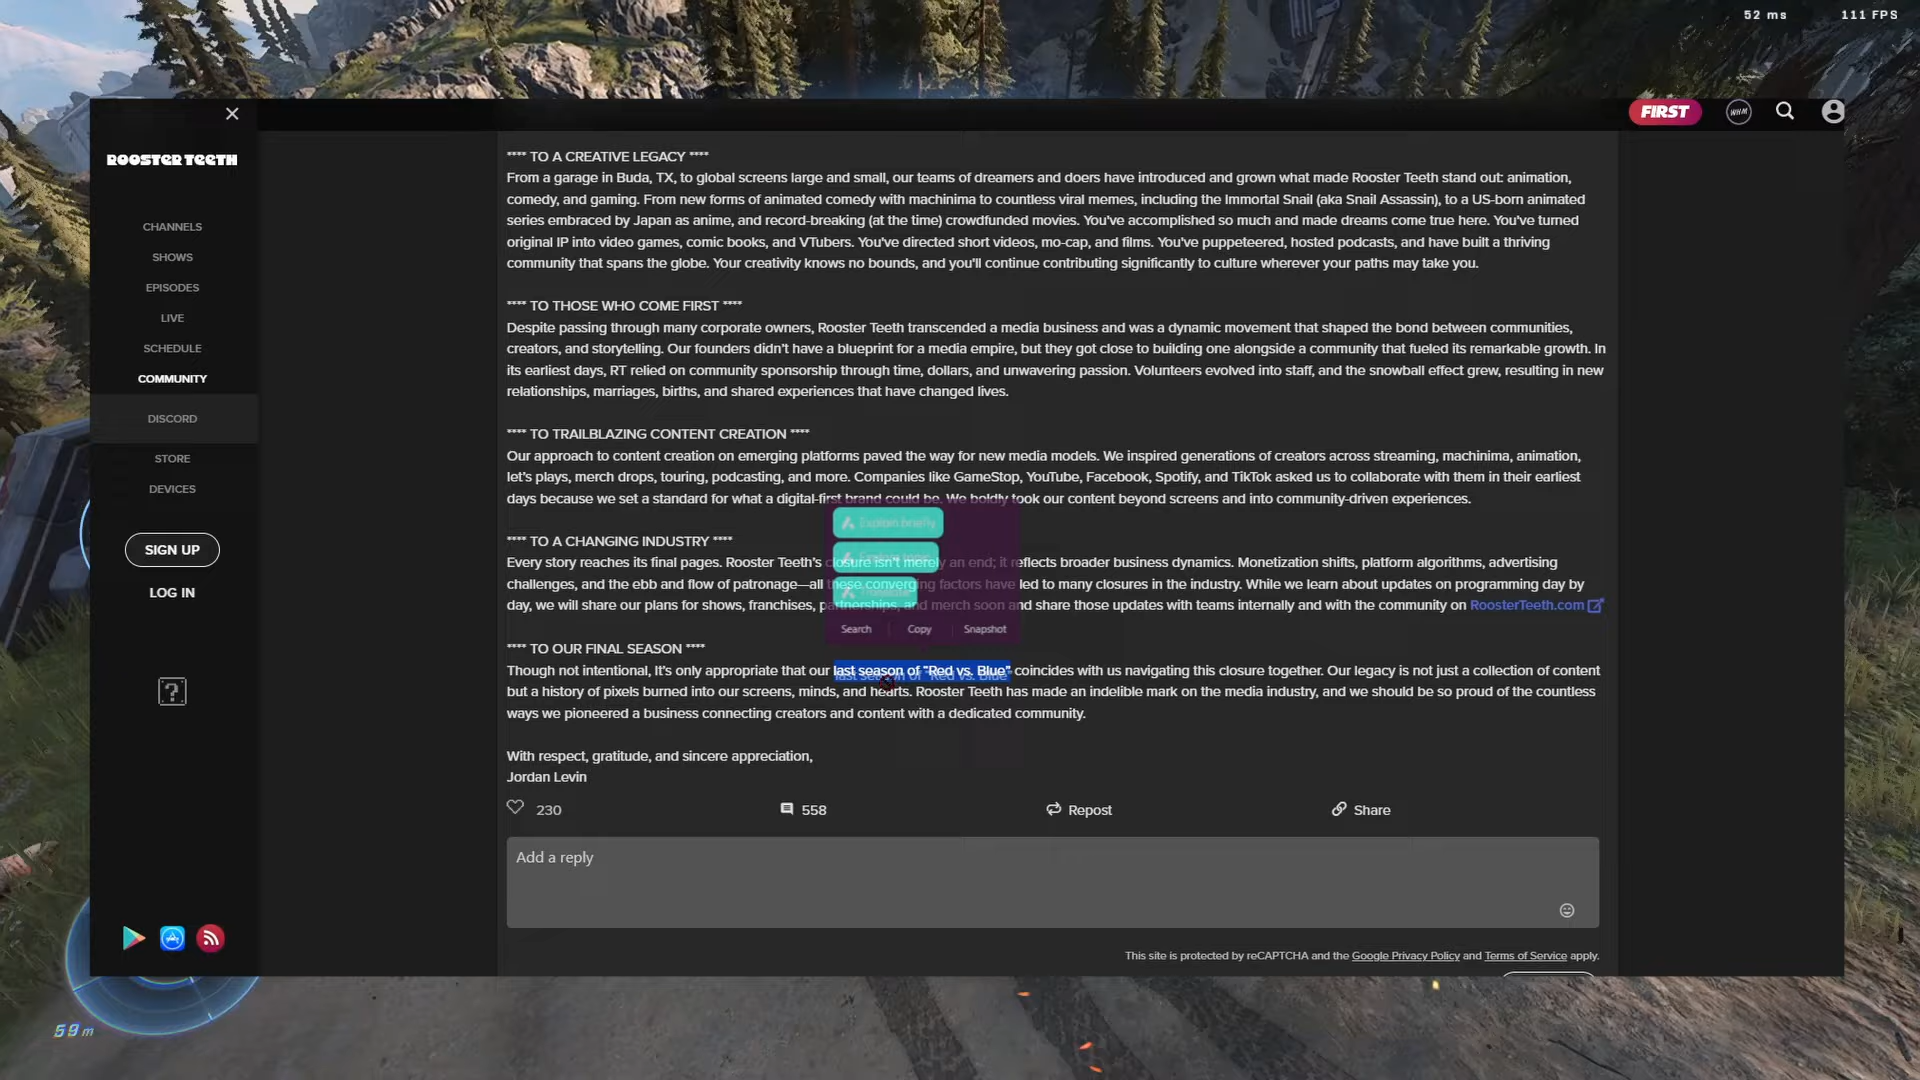 52 ms 111 FPS
FIRST
WHM
ROOSTER TEETH
CHANNELS
SHOWS
EPISODES
LIVE
SCHEDULE
COMMUNITY
DISCORD
STORE
DEVICES
SIGN UP
LOG IN
**** TO A CREATIVE LEGACY ****
From a garage in Buda, TX, to global screens large and small, our teams of dreamers and doers have introduced and grown what made Rooster Teeth stand out: animation,
comedy, and gaming. From new forms of animated comedy with machinima to countless viral memes, including the Immortal Snail (aka Snail Assassin), to a US-born animated
series embraced by Japan as anime, and record-breaking (at the time) crowdfunded movies. You've accomplished so much and made dreams come true here. You've turned
original IP into video games, comic books, and VTubers. You've directed short videos, mo-cap, and films. You've puppeteered, hosted podcasts, and have built a thriving
community that spans the globe. Your creativity knows no bounds, and you'll continue contributing significantly to culture wherever your paths may take you.
**** TO THOSE WHO COME FIRST ****
Despite passing through many corporate owners, Rooster Teeth transcended a media business and was a dynamic movement that shaped the bond between communities,
creators, and storytelling. Our founders didn't have a blueprint for a media empire, but they got close to building one alongside a community that fueled its remarkable growth. In
its earliest days, RT relied on community sponsorship through time, dollars, and unwavering passion. Volunteers evolved into staff, and the snowball effect grew, resulting in new
relationships, marriages, births, and shared experiences that have changed lives.
**** TO TRAILBLAZING CONTENT CREATION ****
Our approach to content creation on emerging platforms paved the way for new media models. We inspired generations of creators across streaming, machinima, animation,
let's plays, merch drops, touring, podcasting, and more. Companies like GameStop, YouTube, Facebook, Spotify, and TikTok asked us to collaborate with them in their earliest
days because we set a standard for what a digital-first brand could be. We boldly took our content beyond screens and into community-driven experiences.
Explain briefly
**** TO A CHANGING INDUSTRY ****
Every story reaches its final pages. Rooster Teeth's closure isn't merely an end; it reflects broader business dynamics. Monetization shifts, platform algorithms, advertising
challenges, and the ebb and flow of patronage—all these converging factors have led to many closures in the industry. While we learn about updates on programming day by
day, we will share our plans for shows, franchises, partnerships, and merch soon and share those updates with teams internally and with the community on RoosterTeeth.com
Search Copy Snapshot
**** TO OUR FINAL SEASON ****
Though not intentional, It's only appropriate that our last season of "Red vs. Blue" coincides with us navigating this closure together. Our legacy is not just a collection of content
last season of "Red vs. Blue"
but a history of pixels burned into our screens, minds, and hearts. Rooster Teeth has made an indelible mark on the media industry, and we should be so proud of the countless
ways we pioneered a business connecting creators and content with a dedicated community.
With respect, gratitude, and sincere appreciation,
Jordan Levin
230 558 Repost Share
Add a reply
This site is protected by reCAPTCHA and the Google Privacy Policy and Terms of Service apply.
59 m